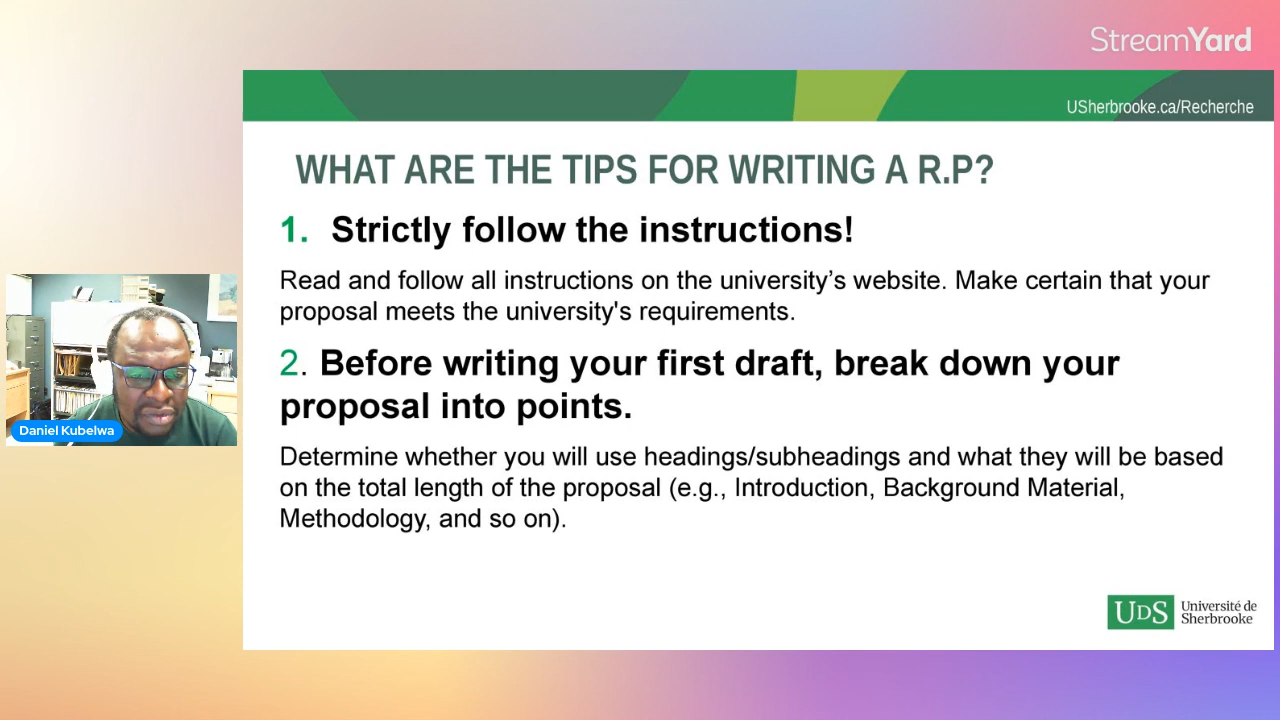 StreamYard
USherbrooke.ca/Recherche
WHAT ARE THE TIPS FOR WRITING A R.P?
1. Strictly follow the instructions!
Read and follow all instructions on the university’s website. Make certain that your
proposal meets the university's requirements.
2. Before writing your first draft, break down your
proposal into points.
Determine whether you will use headings/subheadings and what they will be based
on the total length of the proposal (e.g., Introduction, Background Material,
Methodology, and so on).
Daniel Kubelwa
UDS Université de
Sherbrooke